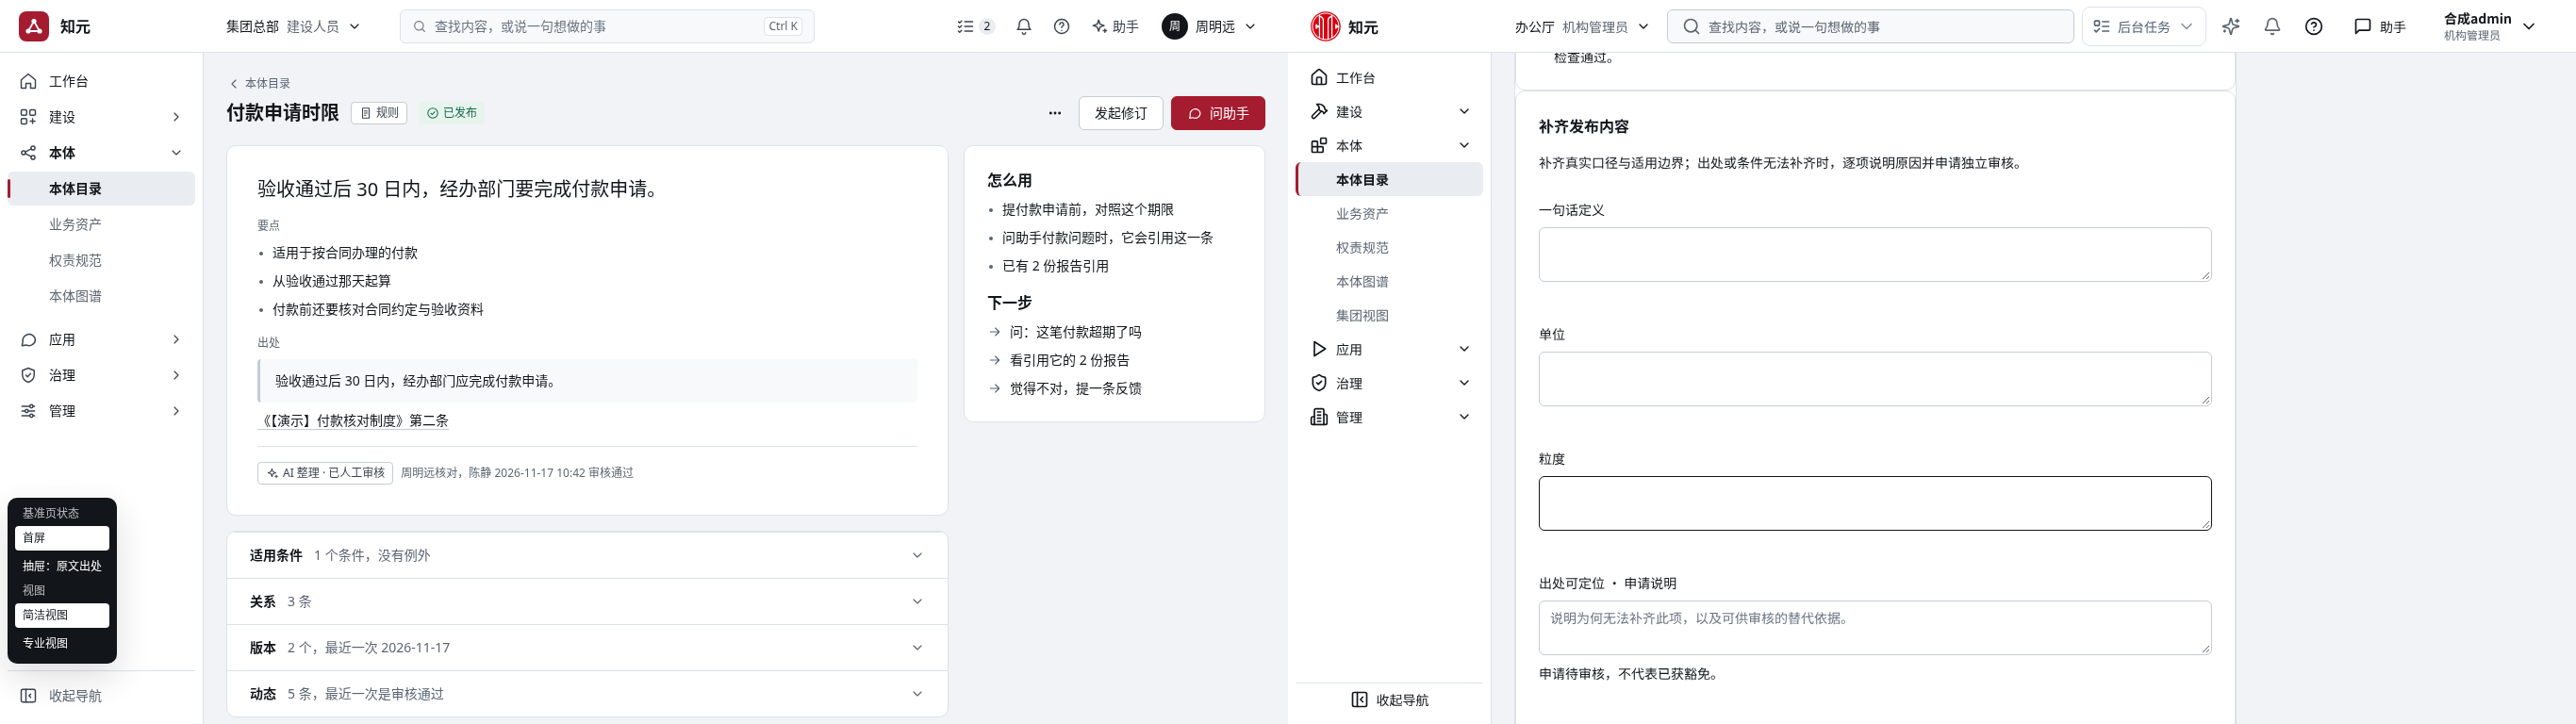 知元
集团总部 建设人员
查找内容，或说一句想做的事
Ctrl K
2
助手
周
周明远
工作台
建设
本体
本体目录
业务资产
权责规范
本体图谱
应用
治理
管理
基准页状态
首屏
抽屉：原文出处
视图
简洁视图
专业视图
收起导航
本体目录
付款申请时限
规则
已发布
发起修订
问助手
验收通过后 30 日内，经办部门要完成付款申请。
要点
• 适用于按合同办理的付款
• 从验收通过那天起算
• 付款前还要核对合同约定与验收资料
出处
验收通过后 30 日内，经办部门应完成付款申请。
《【演示】付款核对制度》第二条
AI 整理 · 已人工审核
周明远核对，陈静 2026-11-17 10:42 审核通过
适用条件 1 个条件，没有例外
关系 3 条
版本 2 个，最近一次 2026-11-17
动态 5 条，最近一次是审核通过
怎么用
• 提付款申请前，对照这个期限
• 问助手付款问题时，它会引用这一条
• 已有 2 份报告引用
下一步
→ 问：这笔付款超期了吗
→ 看引用它的 2 份报告
→ 觉得不对，提一条反馈
知元
办公厅 机构管理员
查找内容，或说一句想做的事
后台任务
助手
合成admin
机构管理员
工作台
建设
本体
本体目录
业务资产
权责规范
本体图谱
集团视图
应用
治理
管理
收起导航
检查通过。
补齐发布内容
补齐真实口径与适用边界；出处或条件无法补齐时，逐项说明原因并申请独立审核。
一句话定义
单位
粒度
出处可定位 · 申请说明
说明为何无法补齐此项，以及可供审核的替代依据。
申请待审核，不代表已获豁免。